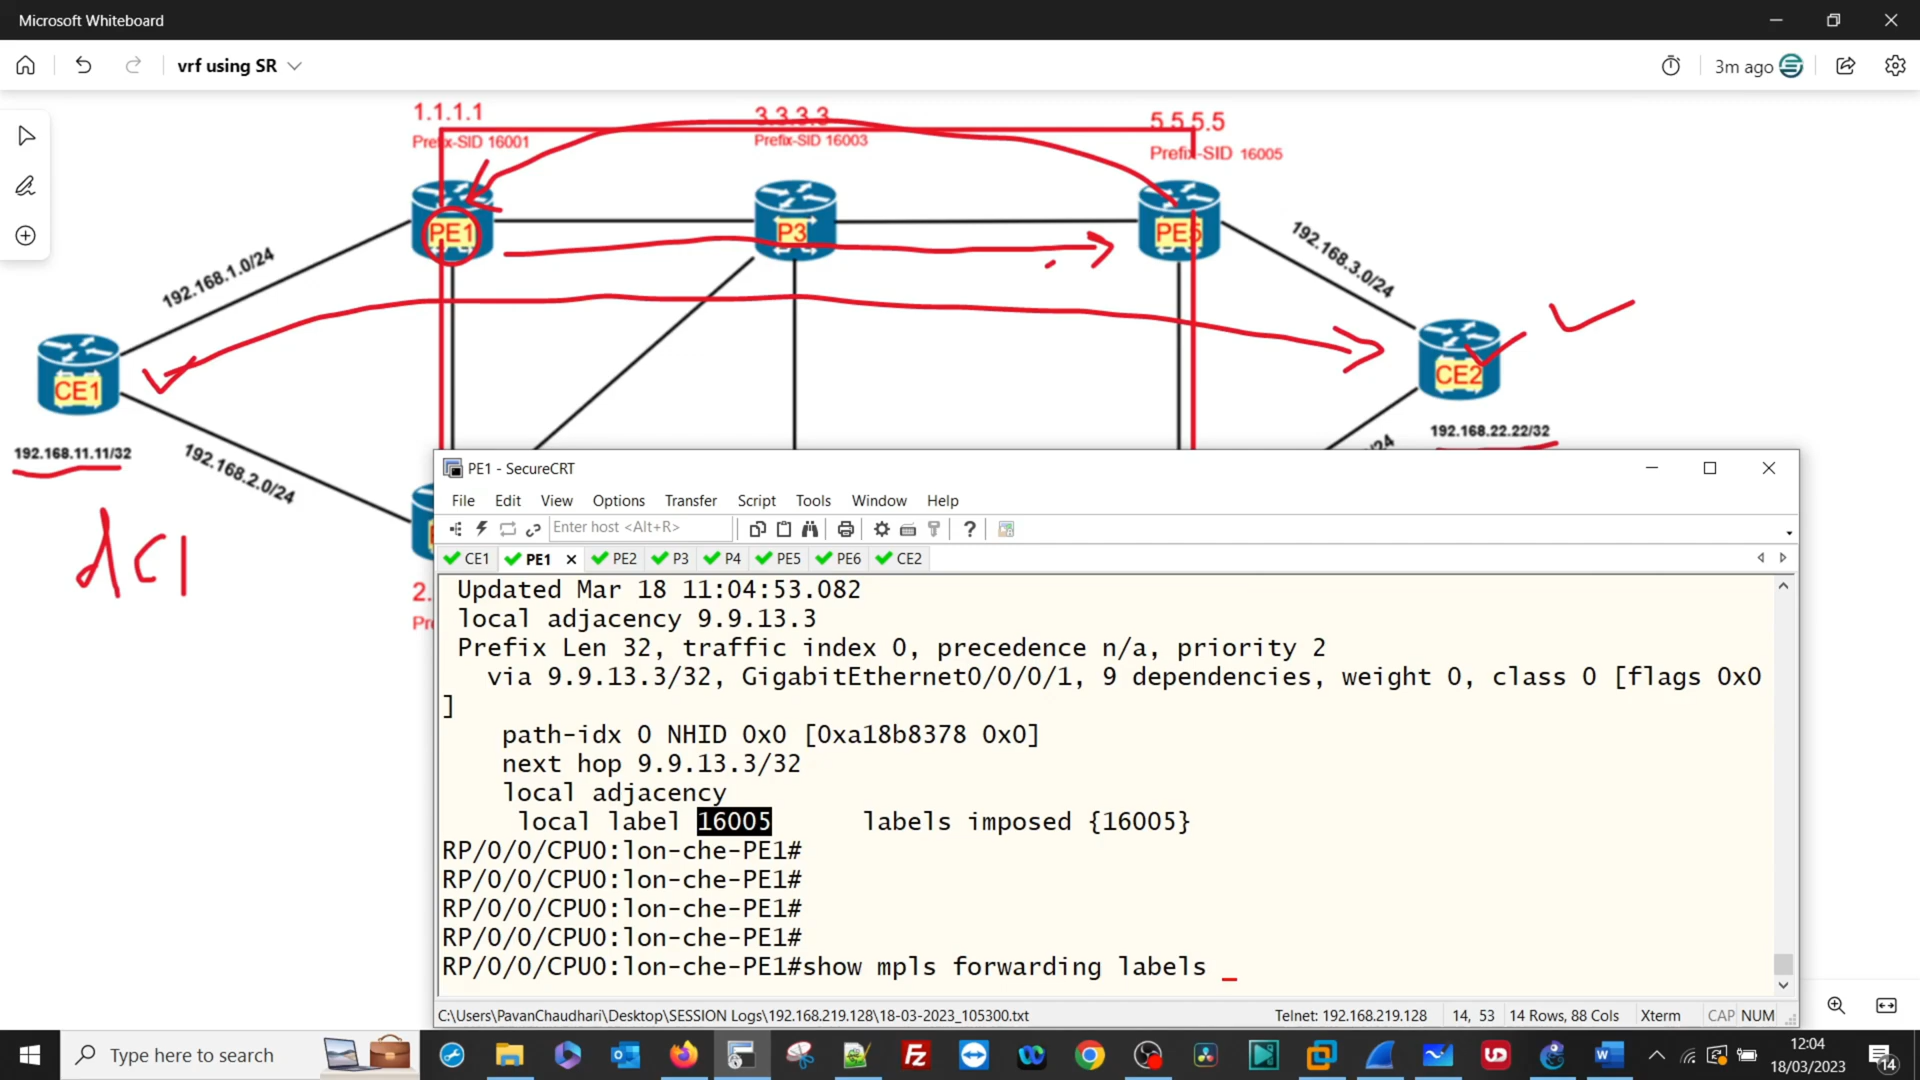 Microsoft Whiteboard
vrf using SR
3m ago
1.1.1.1
Prefix-SID 16001
3.3.3.3
Prefix-SID 16003
5.5.5.5
Prefix-SID 16005
PE1
P3
PE5
192.168.1.0/24
192.168.3.0/24
CE1
CE2
192.168.11.11/32
192.168.2.0/24
192.168.22.22/32
/24
2.
Pr
PE1 - SecureCRT
File Edit View Options Transfer Script Tools Window Help
Enter host <Alt+R>
CE1 PE1 PE2 P3 P4 PE5 PE6 CE2
Updated Mar 18 11:04:53.082
local adjacency 9.9.13.3
Prefix Len 32, traffic index 0, precedence n/a, priority 2
via 9.9.13.3/32, GigabitEthernet0/0/0/1, 9 dependencies, weight 0, class 0 [flags 0x0
]
path-idx 0 NHID 0x0 [0xa18b8378 0x0]
next hop 9.9.13.3/32
local adjacency
local label 16005 labels imposed {16005}
RP/0/0/CPU0:lon-che-PE1#
RP/0/0/CPU0:lon-che-PE1#
RP/0/0/CPU0:lon-che-PE1#
RP/0/0/CPU0:lon-che-PE1#
RP/0/0/CPU0:lon-che-PE1#show mpls forwarding labels _
C:\Users\PavanChaudhari\Desktop\SESSION Logs\192.168.219.128\18-03-2023_105300.txt Telnet: 192.168.219.128 14, 53 14 Rows, 88 Cols Xterm CAP NUM
Type here to search
12:04
18/03/2023
14